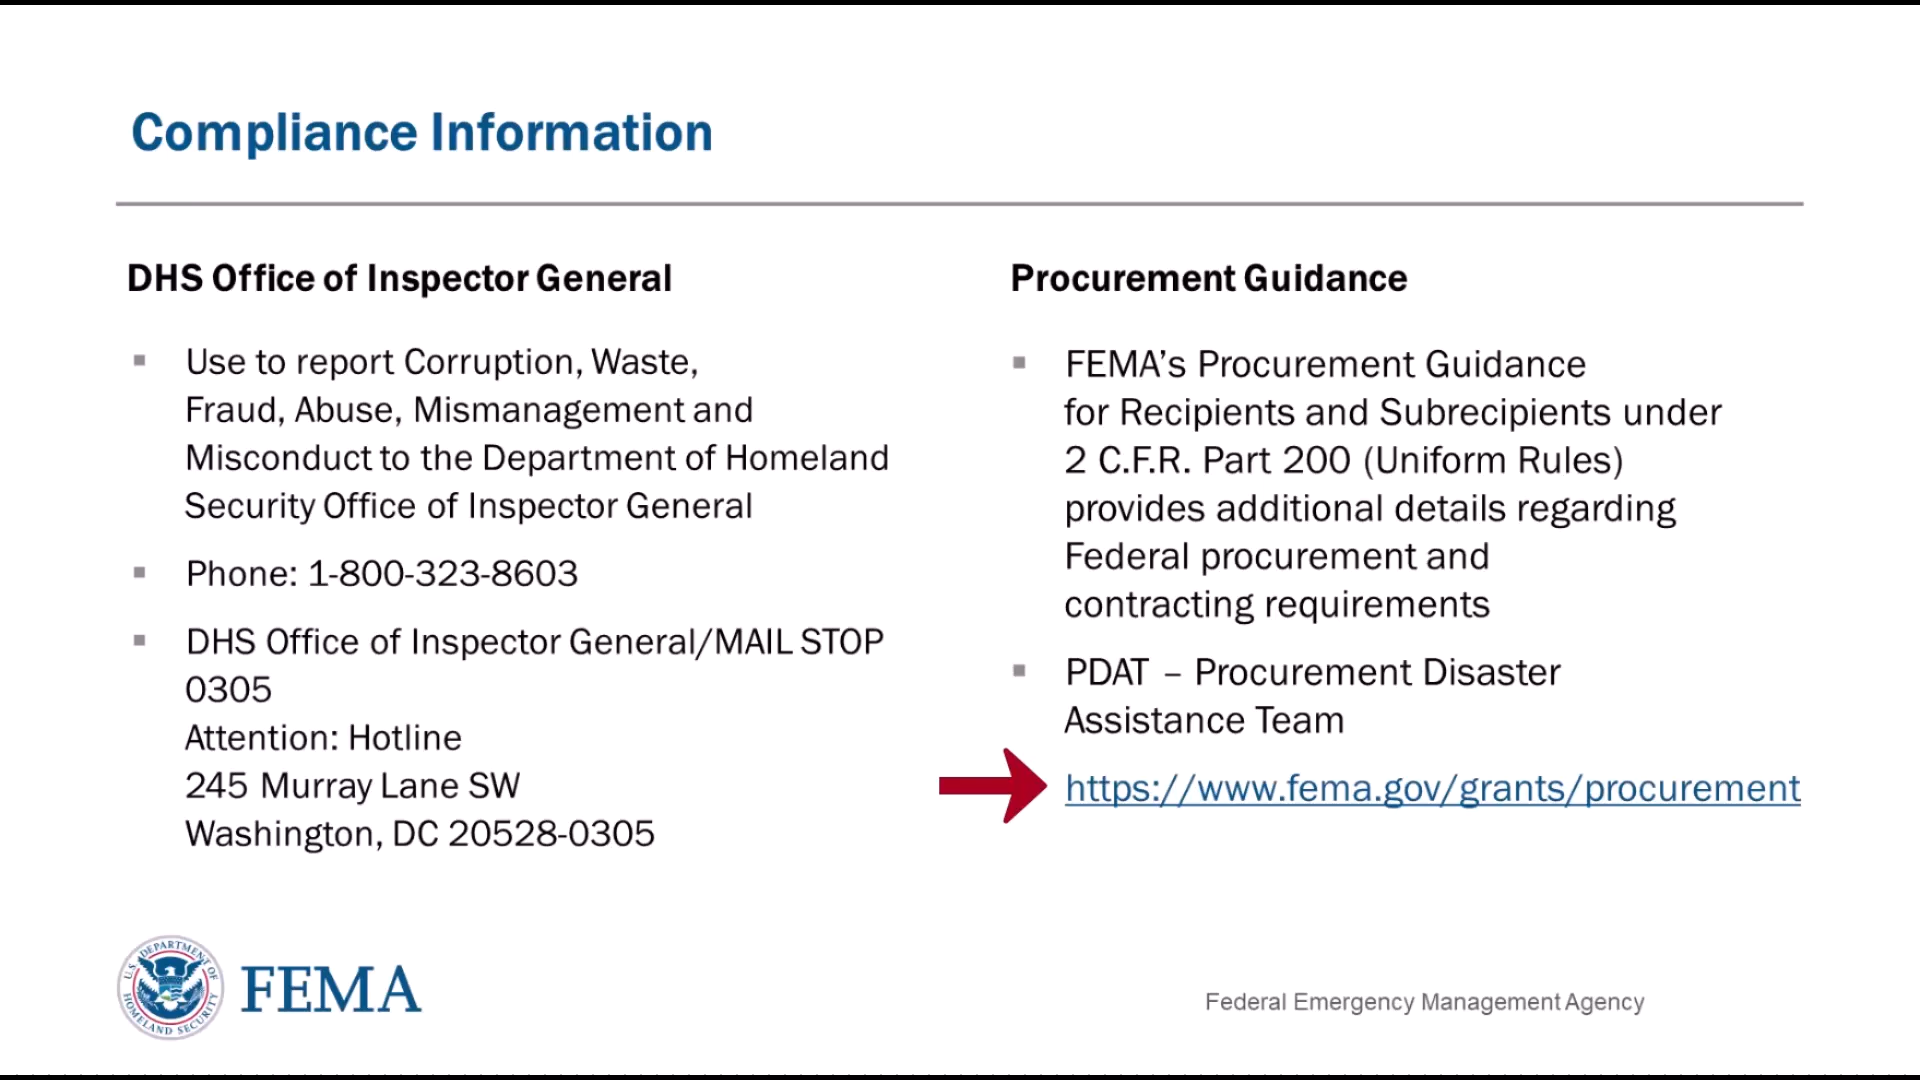 Compliance Information
DHS Office of Inspector General
Use to report Corruption, Waste,
Fraud, Abuse, Mismanagement and
Misconduct to the Department of Homeland
Security Office of Inspector General
Phone: 1-800-323-8603
DHS Office of Inspector General/MAIL STOP
0305
Attention: Hotline
245 Murray Lane SW
Washington, DC 20528-0305
Procurement Guidance
FEMA’s Procurement Guidance
for Recipients and Subrecipients under
2 C.F.R. Part 200 (Uniform Rules)
provides additional details regarding
Federal procurement and
contracting requirements
PDAT – Procurement Disaster
Assistance Team
https://www.fema.gov/grants/procurement
U.S. DEPARTMENT OF
HOMELAND SECURITY
FEMA
Federal Emergency Management Agency